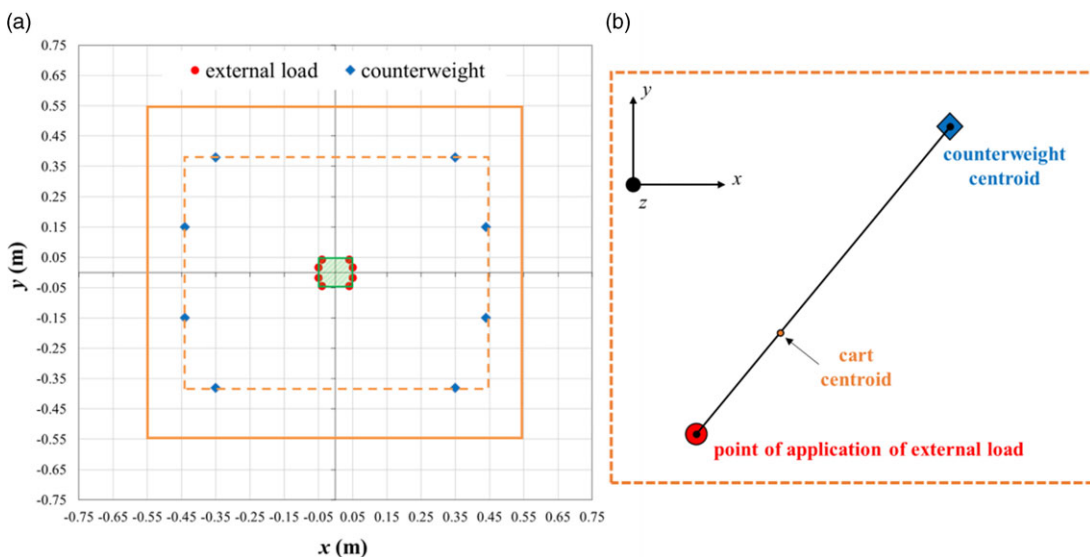 (a)
(b)
0.75
0.65
0.55
0.45
0.35
0.25
0.15
0.05
-0.05
-0.15
-0.25
-0.35
-0.45
-0.55
-0.65
-0.75
y (m)
external load counterweight
-0.75 -0.65 -0.55 -0.45 -0.35 -0.25 -0.15 -0.05 0.05 0.15 0.25 0.35 0.45 0.55 0.65 0.75
x (m)
y
x
z
counterweight
centroid
cart
centroid
point of application of external load